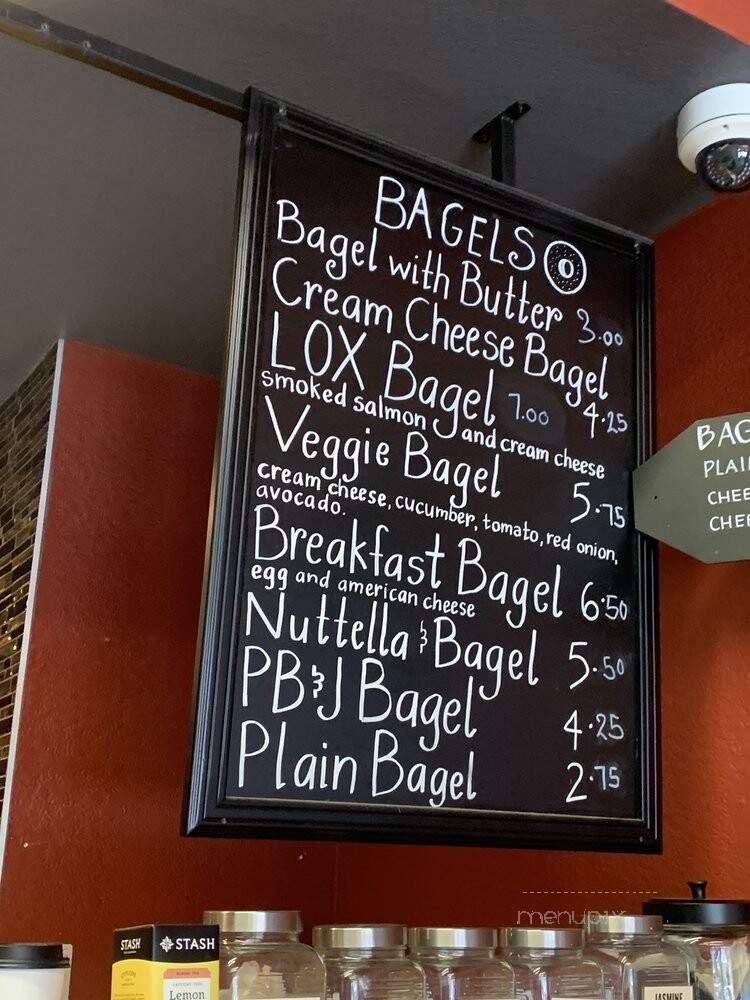 BAGELS
Bagel with Butter 3.00
Cream Cheese Bagel 4.25
LOX Bagel 7.00
smoked salmon and cream cheese
Veggie Bagel 5.75
cream cheese, cucumber, tomato, red onion,
avocado.
Breakfast Bagel 6.50
egg and american cheese
Nuttella & Bagel 5.50
PB&J Bagel 4.25
Plain Bagel 2.75
BAG
PLAI
CHEE
CHEE
menupix
STASH
STASH
Lemon
JASMINE